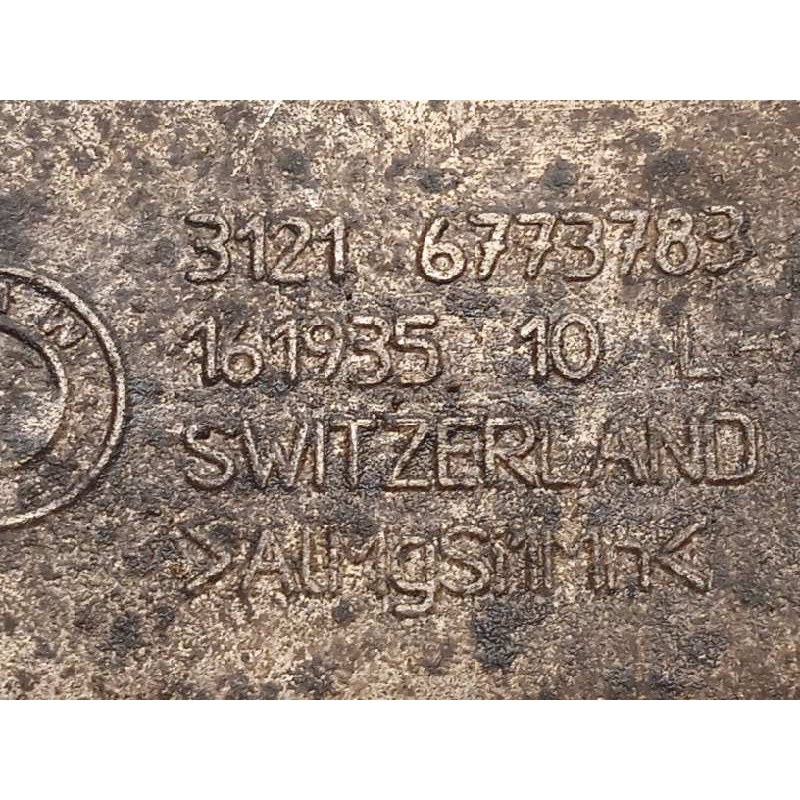 3121 6773783
161935 10 L
SWITZERLAND
>AlMgSi1Mn<
M W